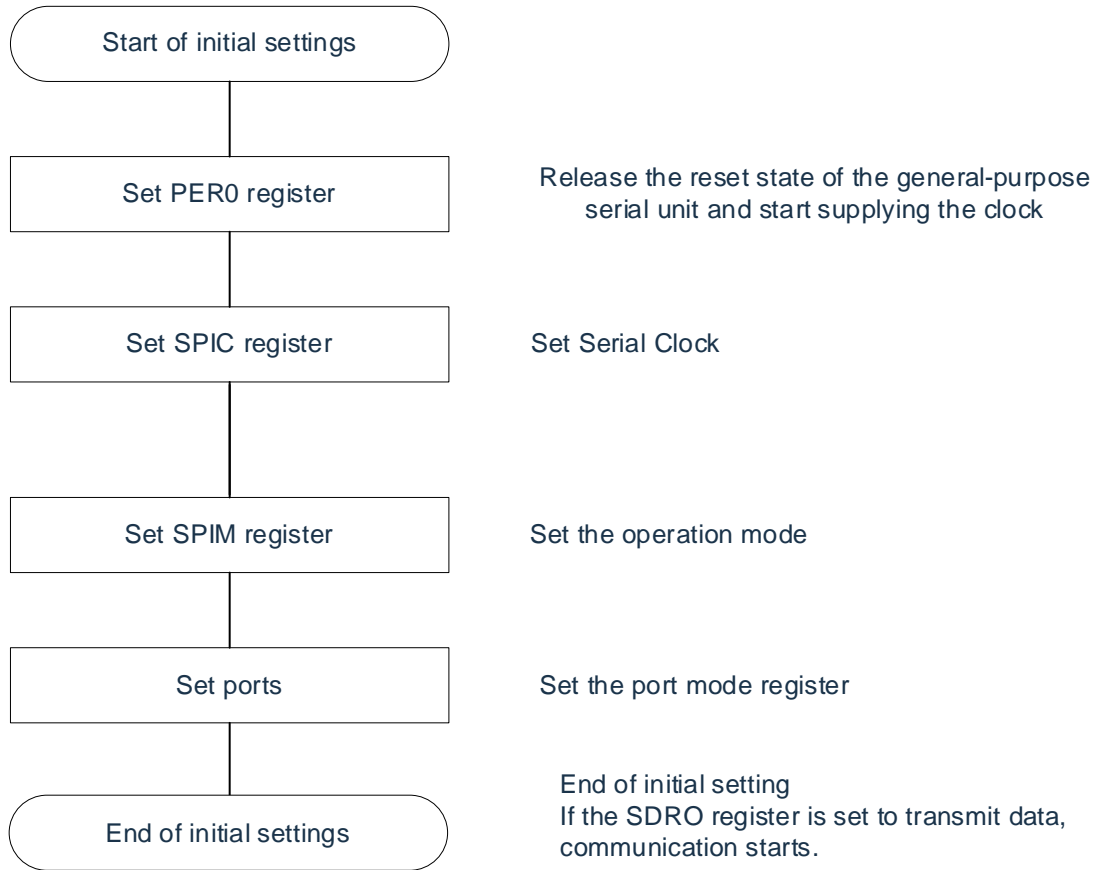 Start of initial settings
Set PER0 register
Release the reset state of the general-purpose
serial unit and start supplying the clock
Set SPIC register
Set Serial Clock
Set SPIM register
Set the operation mode
Set ports
Set the port mode register
End of initial settings
End of initial setting
If the SDRO register is set to transmit data,
communication starts.